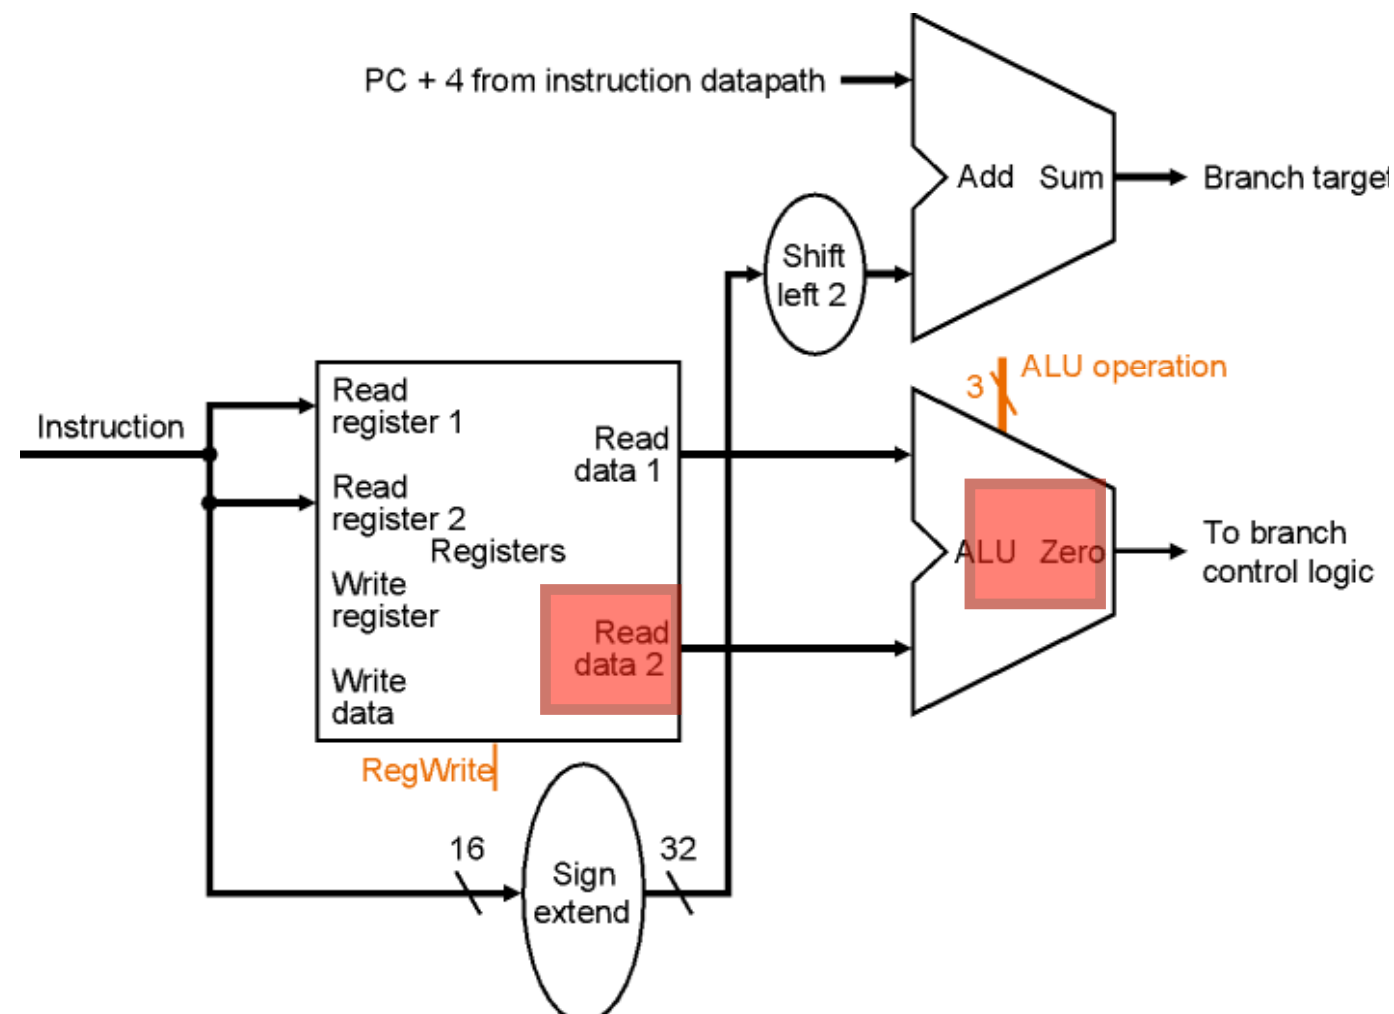 PC + 4 from instruction datapath
Add Sum
Branch target
Shift
left 2
3
ALU operation
Instruction
Read
register 1
Read
data 1
Read
register 2
Registers
ALU Zero
To branch
control logic
Write
register
Read
data 2
Write
data
RegWrite
16
32
Sign
extend